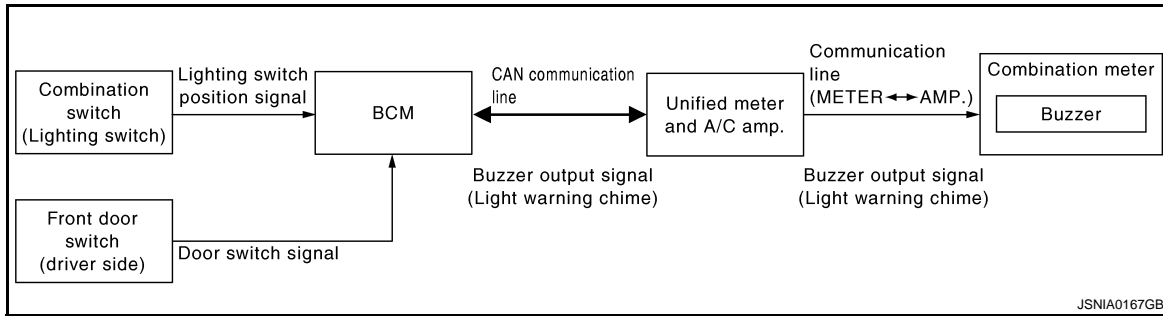 Combination
switch
(Lighting switch)
Lighting switch
position signal
BCM
CAN communication
line
Unified meter
and A/C amp.
Communication
line
(METER↔AMP.)
Combination meter
Buzzer
Buzzer output signal
(Light warning chime)
Buzzer output signal
(Light warning chime)
Front door
switch
(driver side)
Door switch signal
JSNIA0167GB